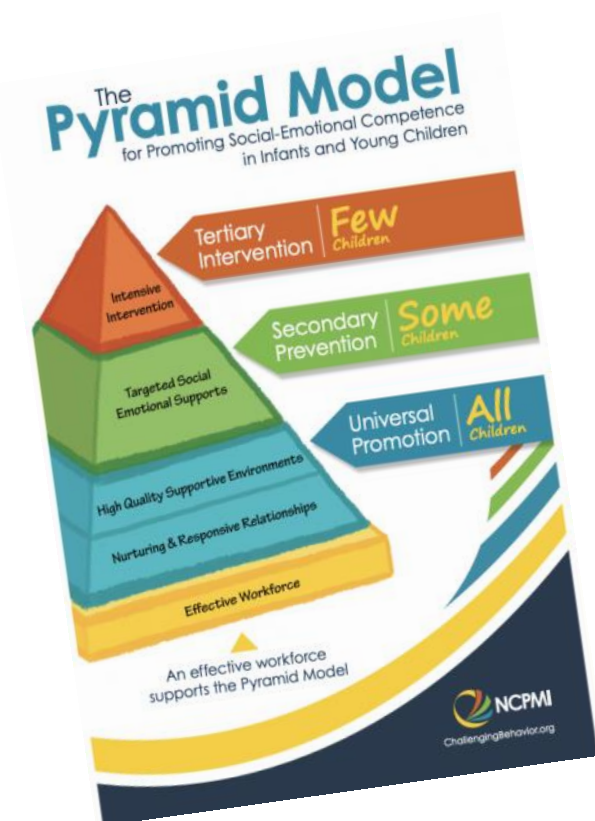 The
Pyramid Model
for Promoting Social-Emotional Competence
in Infants and Young Children
Tertiary
Intervention
Few
Children
Intensive
Intervention
Secondary
Prevention
Some
Children
Targeted Social
Emotional Supports
Universal
Promotion
All
Children
High Quality Supportive Environments
Nurturing & Responsive Relationships
Effective Workforce
An effective workforce
supports the Pyramid Model
NCPMI
ChallengingBehavior.org